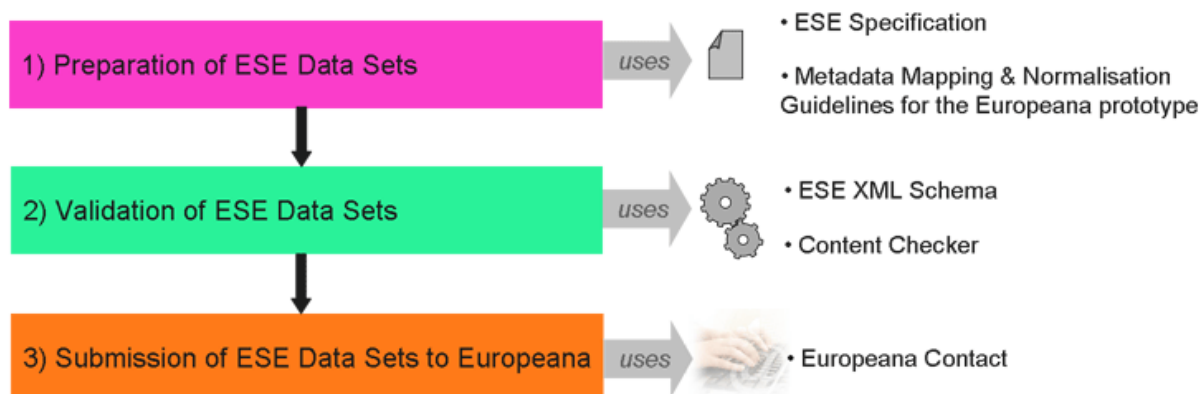 1) Preparation of ESE Data Sets
uses
• ESE Specification
• Metadata Mapping & Normalisation
Guidelines for the Europeana prototype
2) Validation of ESE Data Sets
uses
• ESE XML Schema
• Content Checker
3) Submission of ESE Data Sets to Europeana
uses
• Europeana Contact